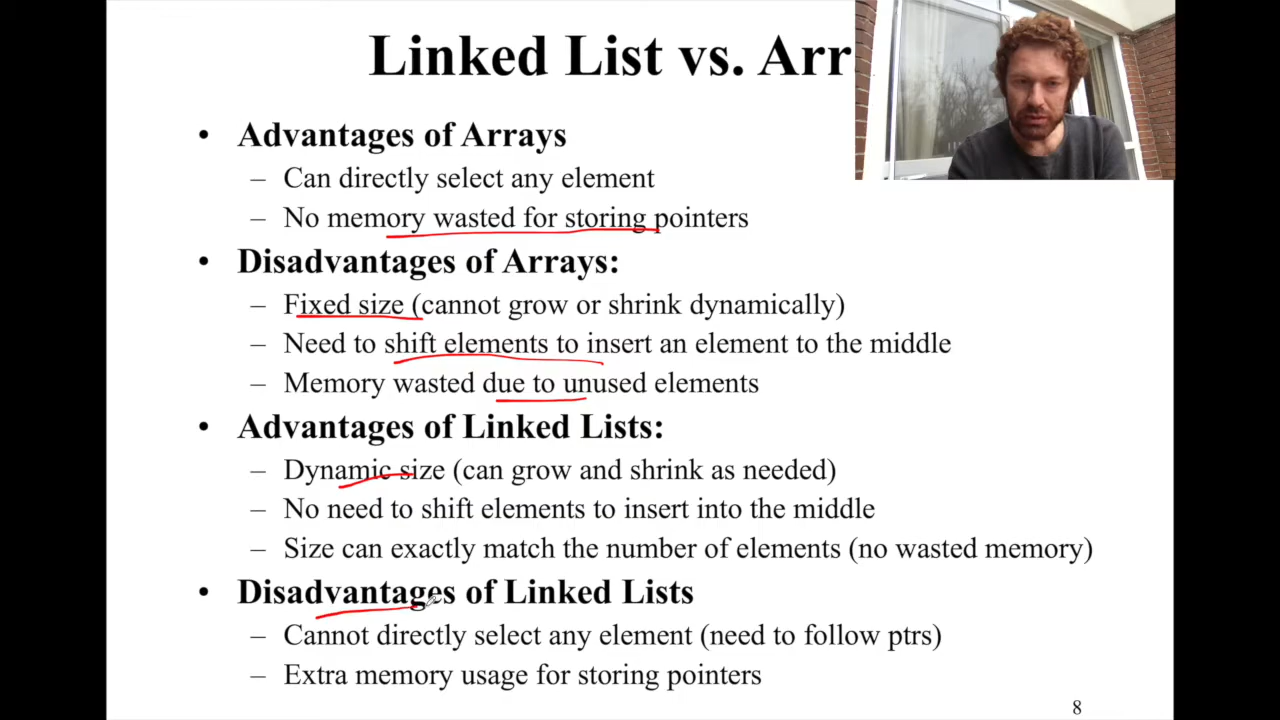 Linked List vs. Arr
• Advantages of Arrays
– Can directly select any element
– No memory wasted for storing pointers
• Disadvantages of Arrays:
– Fixed size (cannot grow or shrink dynamically)
– Need to shift elements to insert an element to the middle
– Memory wasted due to unused elements
• Advantages of Linked Lists:
– Dynamic size (can grow and shrink as needed)
– No need to shift elements to insert into the middle
– Size can exactly match the number of elements (no wasted memory)
• Disadvantages of Linked Lists
– Cannot directly select any element (need to follow ptrs)
– Extra memory usage for storing pointers
8